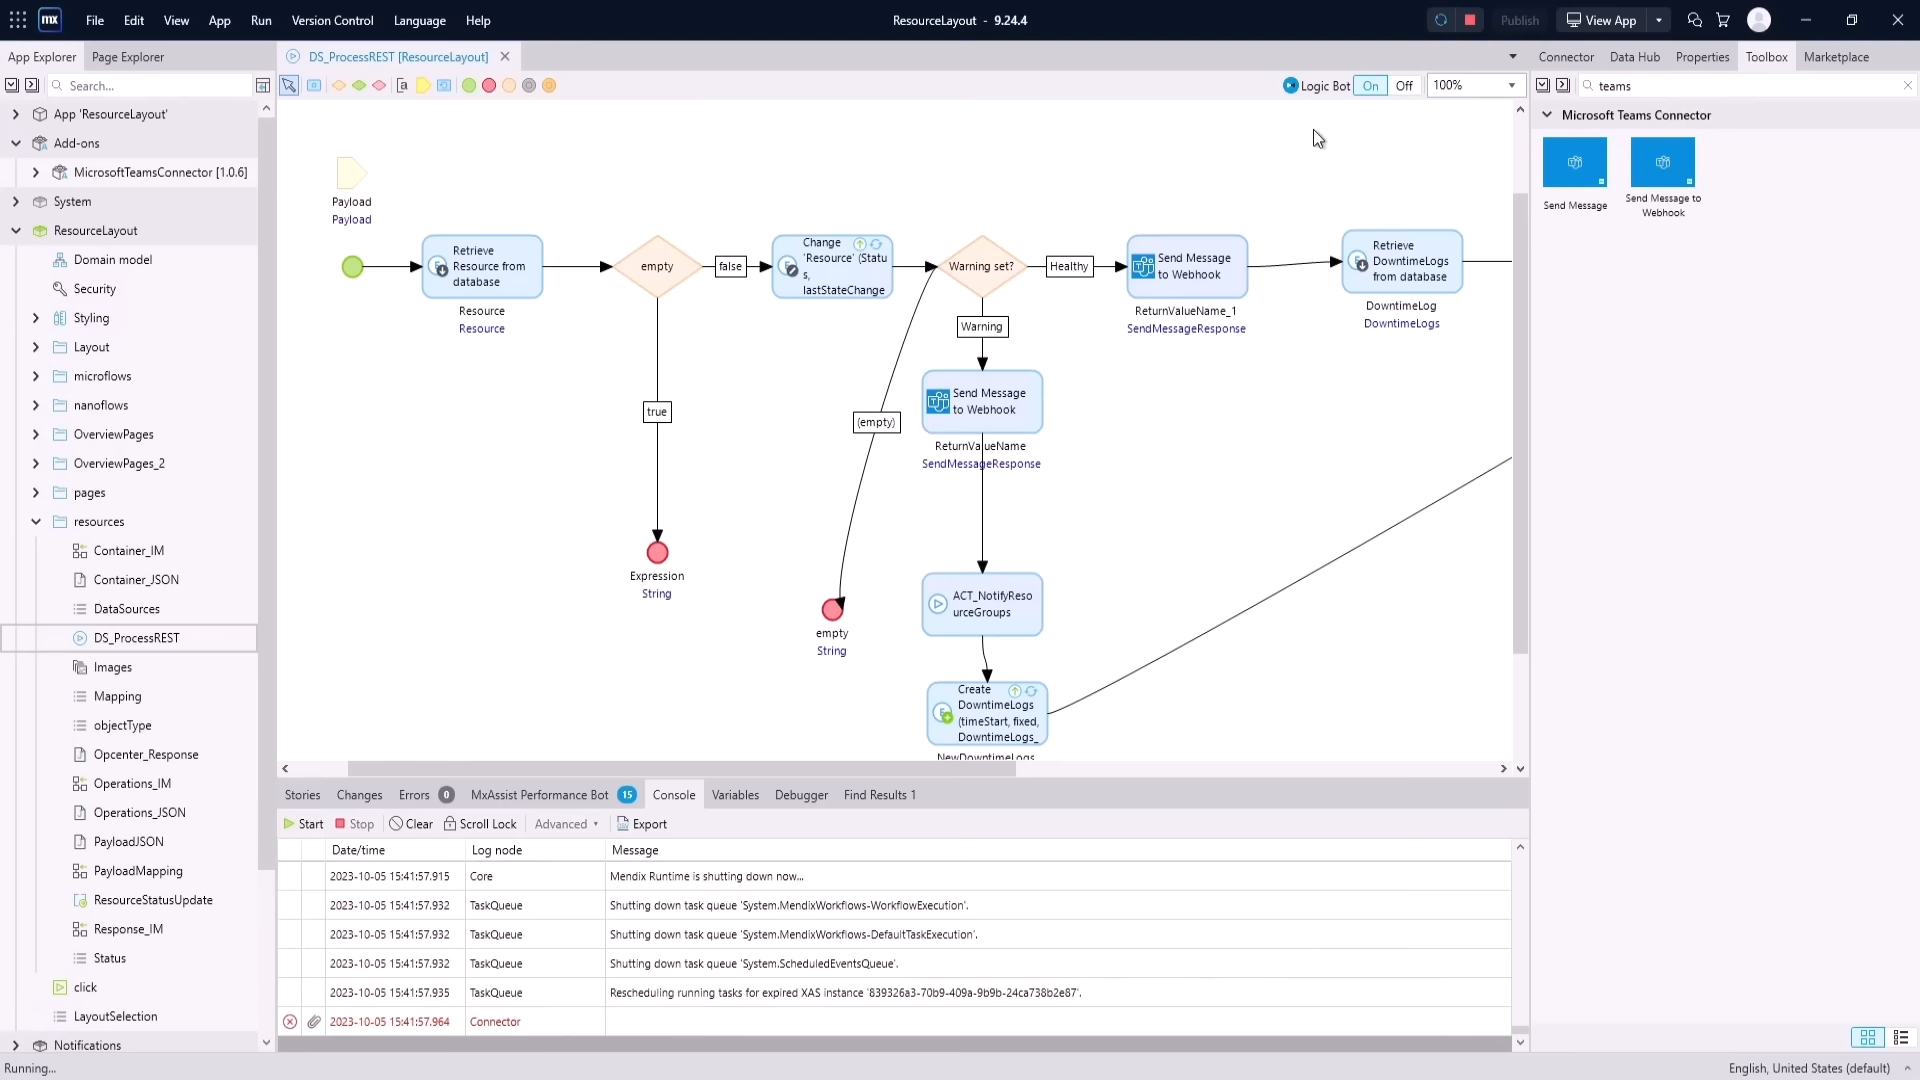 mx File Edit View App Run Version Control Language Help ResourceLayout - 9.24.4 Publish View App
App Explorer Page Explorer DS_ProcessREST [ResourceLayout] Connector Data Hub Properties Toolbox Marketplace
Search... Logic Bot On Off 100% teams
App 'ResourceLayout'
Add-ons
MicrosoftTeamsConnector [1.0.6]
System
ResourceLayout
Domain model
Security
Styling
Layout
microflows
nanoflows
OverviewPages
OverviewPages_2
pages
resources
Container_IM
Container_JSON
DataSources
DS_ProcessREST
Images
Mapping
objectType
Opcenter_Response
Operations_IM
Operations_JSON
PayloadJSON
PayloadMapping
ResourceStatusUpdate
Response_IM
Status
click
LayoutSelection
Notifications
Payload
Payload
Retrieve
Resource from
database
Resource
Resource
empty
false
true
Expression
String
Change
'Resource' (Statu
s,
lastStateChange
Warning set?
Healthy
Warning
(empty)
empty
String
Send Message
to Webhook
ReturnValueName_1
SendMessageResponse
Retrieve
DowntimeLogs
from database
DowntimeLog
DowntimeLogs
Send Message
to Webhook
ReturnValueName
SendMessageResponse
ACT_NotifyReso
urceGroups
Create
DowntimeLogs
(timeStart, fixed,
DowntimeLogs_
NewDowntimeLogs
Microsoft Teams Connector
Send Message
Send Message to
Webhook
Stories Changes Errors 0 MxAssist Performance Bot 15 Console Variables Debugger Find Results 1
Start Stop Clear Scroll Lock Advanced Export
Date/time Log node Message
2023-10-05 15:41:57.915 Core Mendix Runtime is shutting down now...
2023-10-05 15:41:57.932 TaskQueue Shutting down task queue 'System.MendixWorkflows-WorkflowExecution'.
2023-10-05 15:41:57.932 TaskQueue Shutting down task queue 'System.MendixWorkflows-DefaultTaskExecution'.
2023-10-05 15:41:57.932 TaskQueue Shutting down task queue 'System.ScheduledEventsQueue'.
2023-10-05 15:41:57.935 TaskQueue Rescheduling running tasks for expired XAS instance '839326a3-70b9-409a-9b9b-24ca738b2e87'.
2023-10-05 15:41:57.964 Connector
Running... English, United States (default)